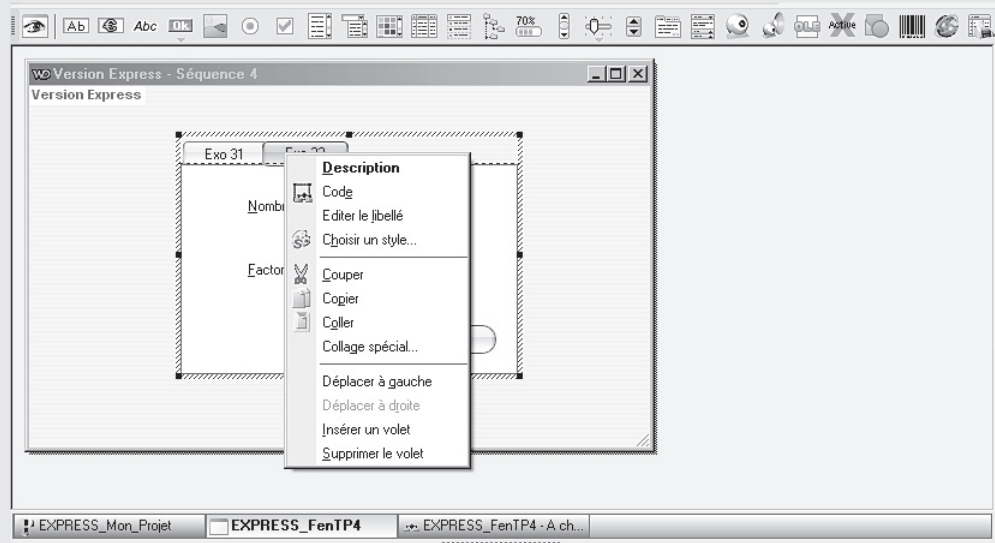 Ab Abc Ok 70% OLE Active
WD Version Express - Séquence 4
Version Express
Exo 31
Description
Code
Nombr
Editer le libellé
Choisir un style...
Factor
Couper
Copier
Coller
Collage spécial...
Déplacer à gauche
Déplacer à droite
Insérer un volet
Supprimer le volet
EXPRESS_Mon_Projet EXPRESS_FenTP4 EXPRESS_FenTP4 - A ch...